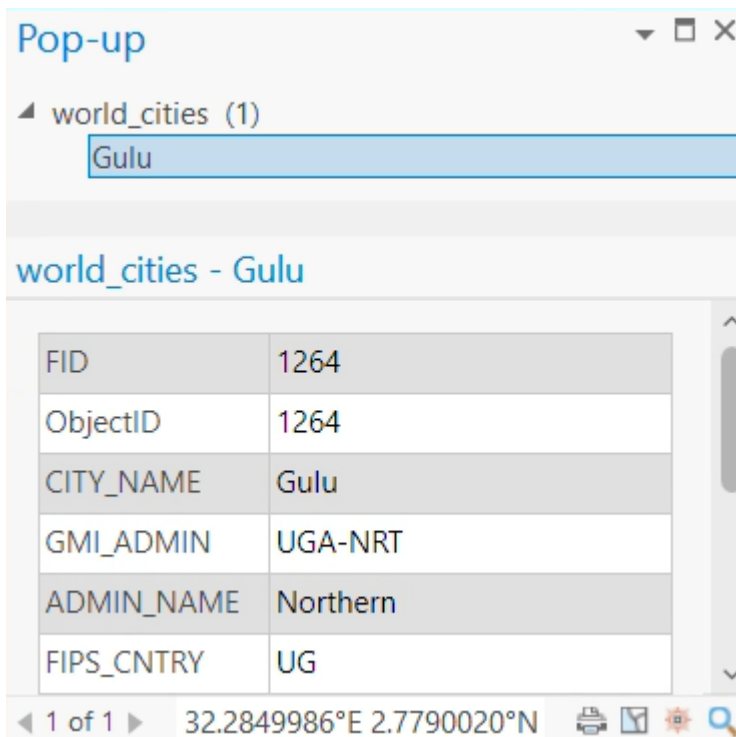 Pop-up
world_cities (1)
Gulu
world_cities - Gulu
FID 1264
ObjectID 1264
CITY_NAME Gulu
GMI_ADMIN UGA-NRT
ADMIN_NAME Northern
FIPS_CNTRY UG
1 of 1 32.2849986°E 2.7790020°N